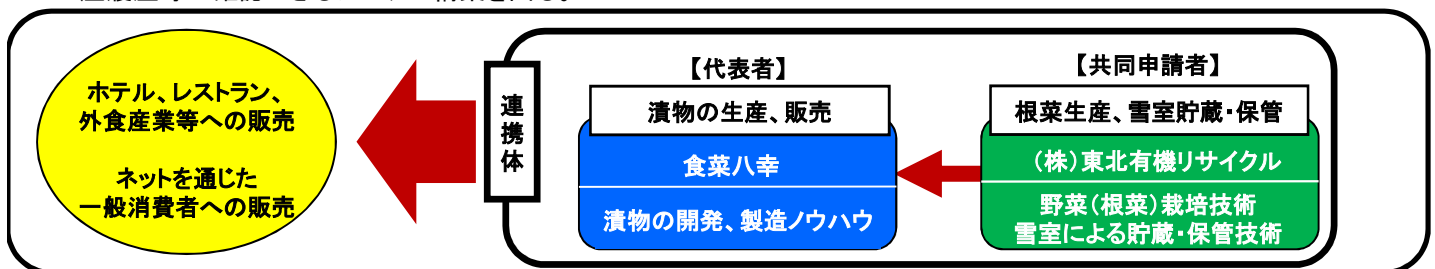 ホテル、レストラン、
外食産業等への販売
ネットを通じた
一般消費者への販売
連携体
【代表者】
漬物の生産、販売
食菜八幸
漬物の開発、製造ノウハウ
【共同申請者】
根菜生産、雪室貯蔵・保管
（株）東北有機リサイクル
野菜（根菜）栽培技術
雪室による貯蔵・保管技術